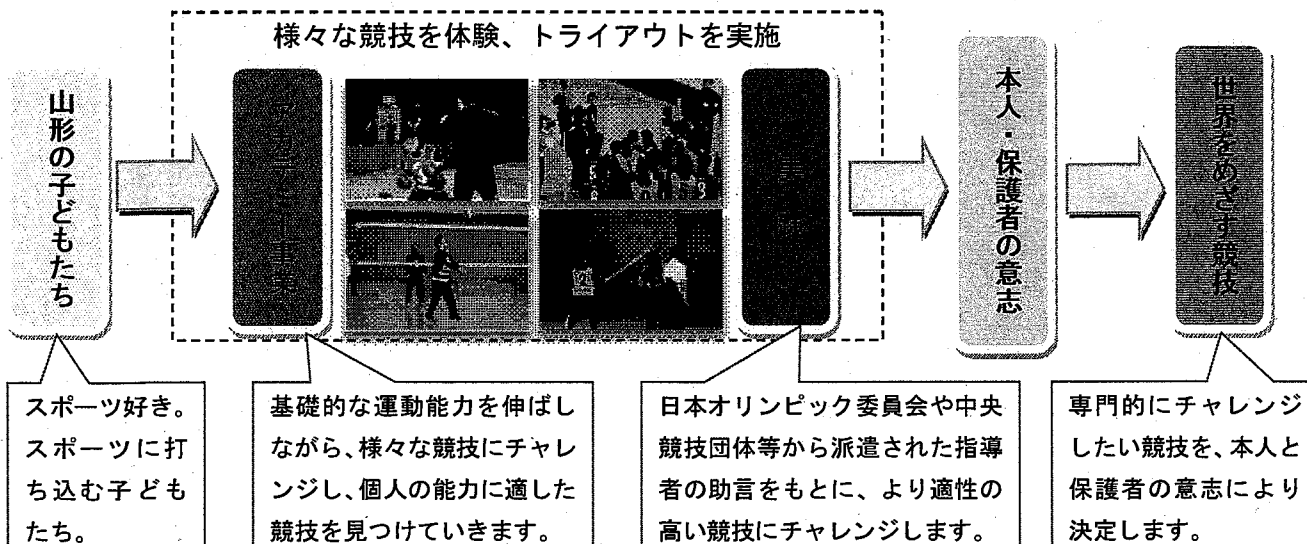 様々な競技を体験、トライアウトを実施
山形の子どもたち
アカデミー事業
本人・保護者の意志
世界をめざす競技
スポーツ好き。
スポーツに打
ち込む子ども
たち。
基礎的な運動能力を伸ばし
ながら、様々な競技にチャレ
ンジし、個人の能力に適した
競技を見つけていきます。
日本オリンピック委員会や中央
競技団体等から派遣された指導
者の助言をもとに、より適性の
高い競技にチャレンジします。
専門的にチャレンジ
したい競技を、本人と
保護者の意志により
決定します。